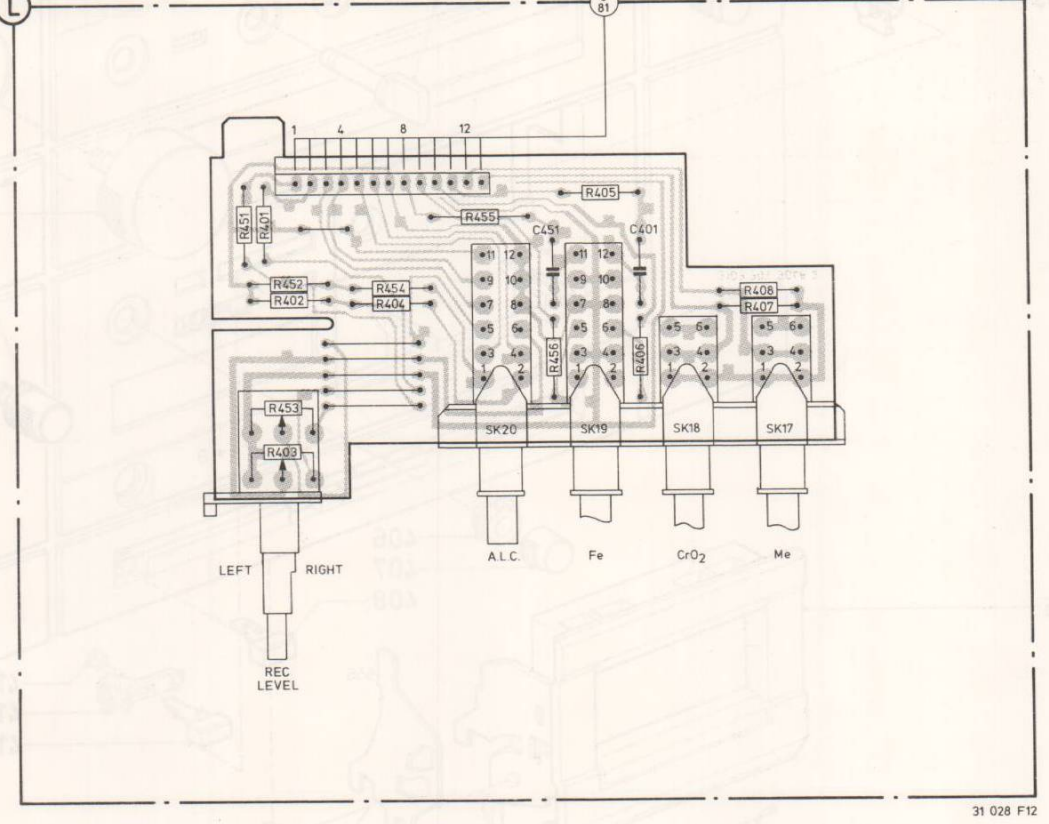 L
81
1 4 8 12
R451
R401
R405
R455
C451
C401
11 12
11 12
R452
R454
9 10
9 10
R408
R402
R404
7 8
7 8
R407
5 6
5 6
5 6
5 6
R456
R406
3 4
3 4
3 4
3 4
1 2
1 2
1 2
1 2
R453
SK20
SK19
SK18
SK17
R403
A.L.C.
Fe
CrO2
Me
LEFT
RIGHT
REC
LEVEL
406
407
408
31 028 F12